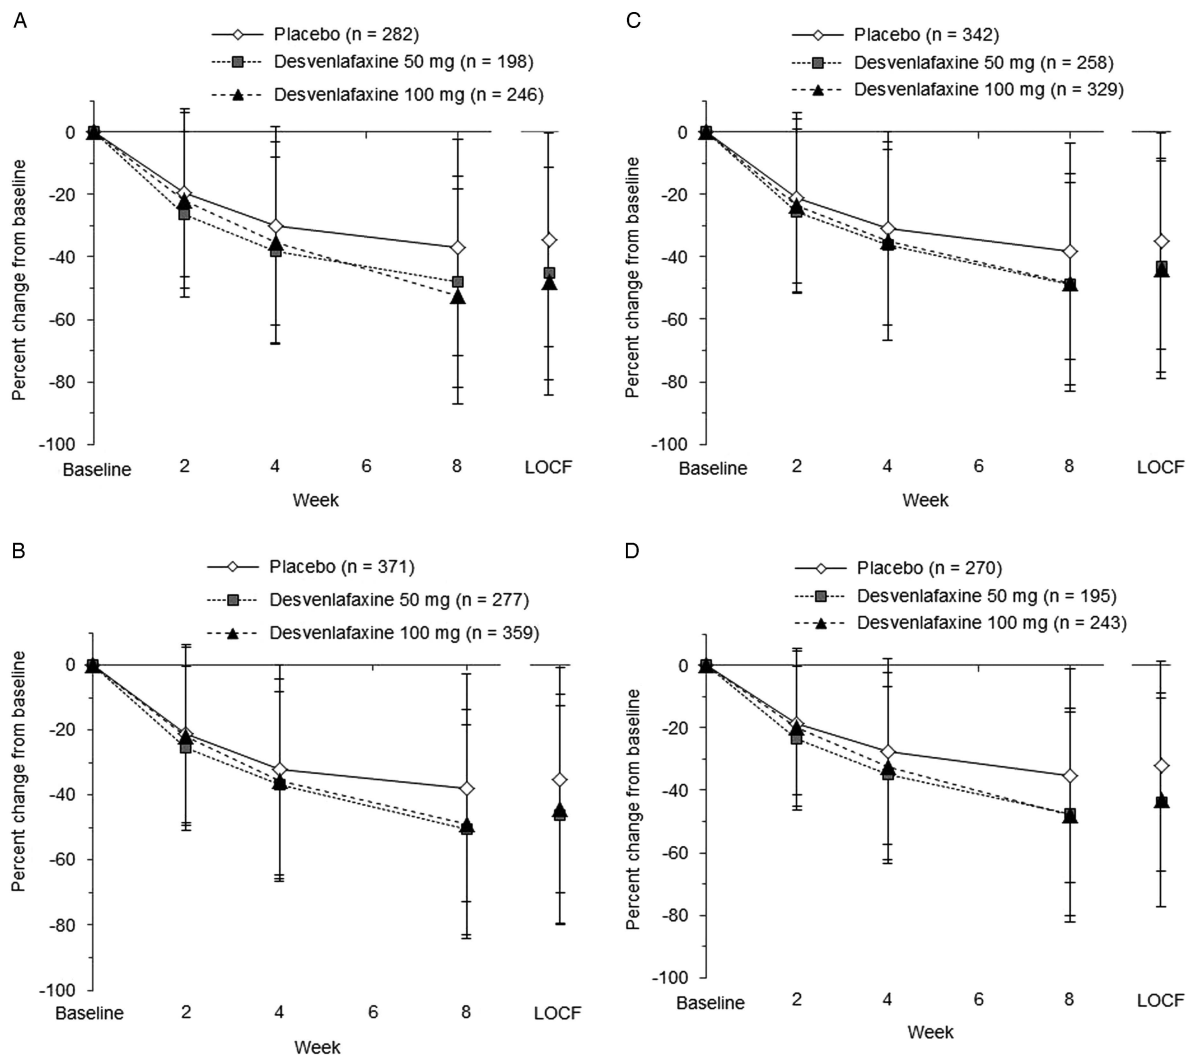 A
Placebo (n = 282)
Desvenlafaxine 50 mg (n = 198)
Desvenlafaxine 100 mg (n = 246)
Percent change from baseline
0
-20
-40
-60
-80
-100
Baseline
2
4
6
8
LOCF
Week
C
Placebo (n = 342)
Desvenlafaxine 50 mg (n = 258)
Desvenlafaxine 100 mg (n = 329)
Percent change from baseline
0
-20
-40
-60
-80
-100
Baseline
2
4
6
8
LOCF
Week
B
Placebo (n = 371)
Desvenlafaxine 50 mg (n = 277)
Desvenlafaxine 100 mg (n = 359)
Percent change from baseline
0
-20
-40
-60
-80
-100
Baseline
2
4
6
8
LOCF
Week
D
Placebo (n = 270)
Desvenlafaxine 50 mg (n = 195)
Desvenlafaxine 100 mg (n = 243)
Percent change from baseline
0
-20
-40
-60
-80
-100
Baseline
2
4
6
8
LOCF
Week